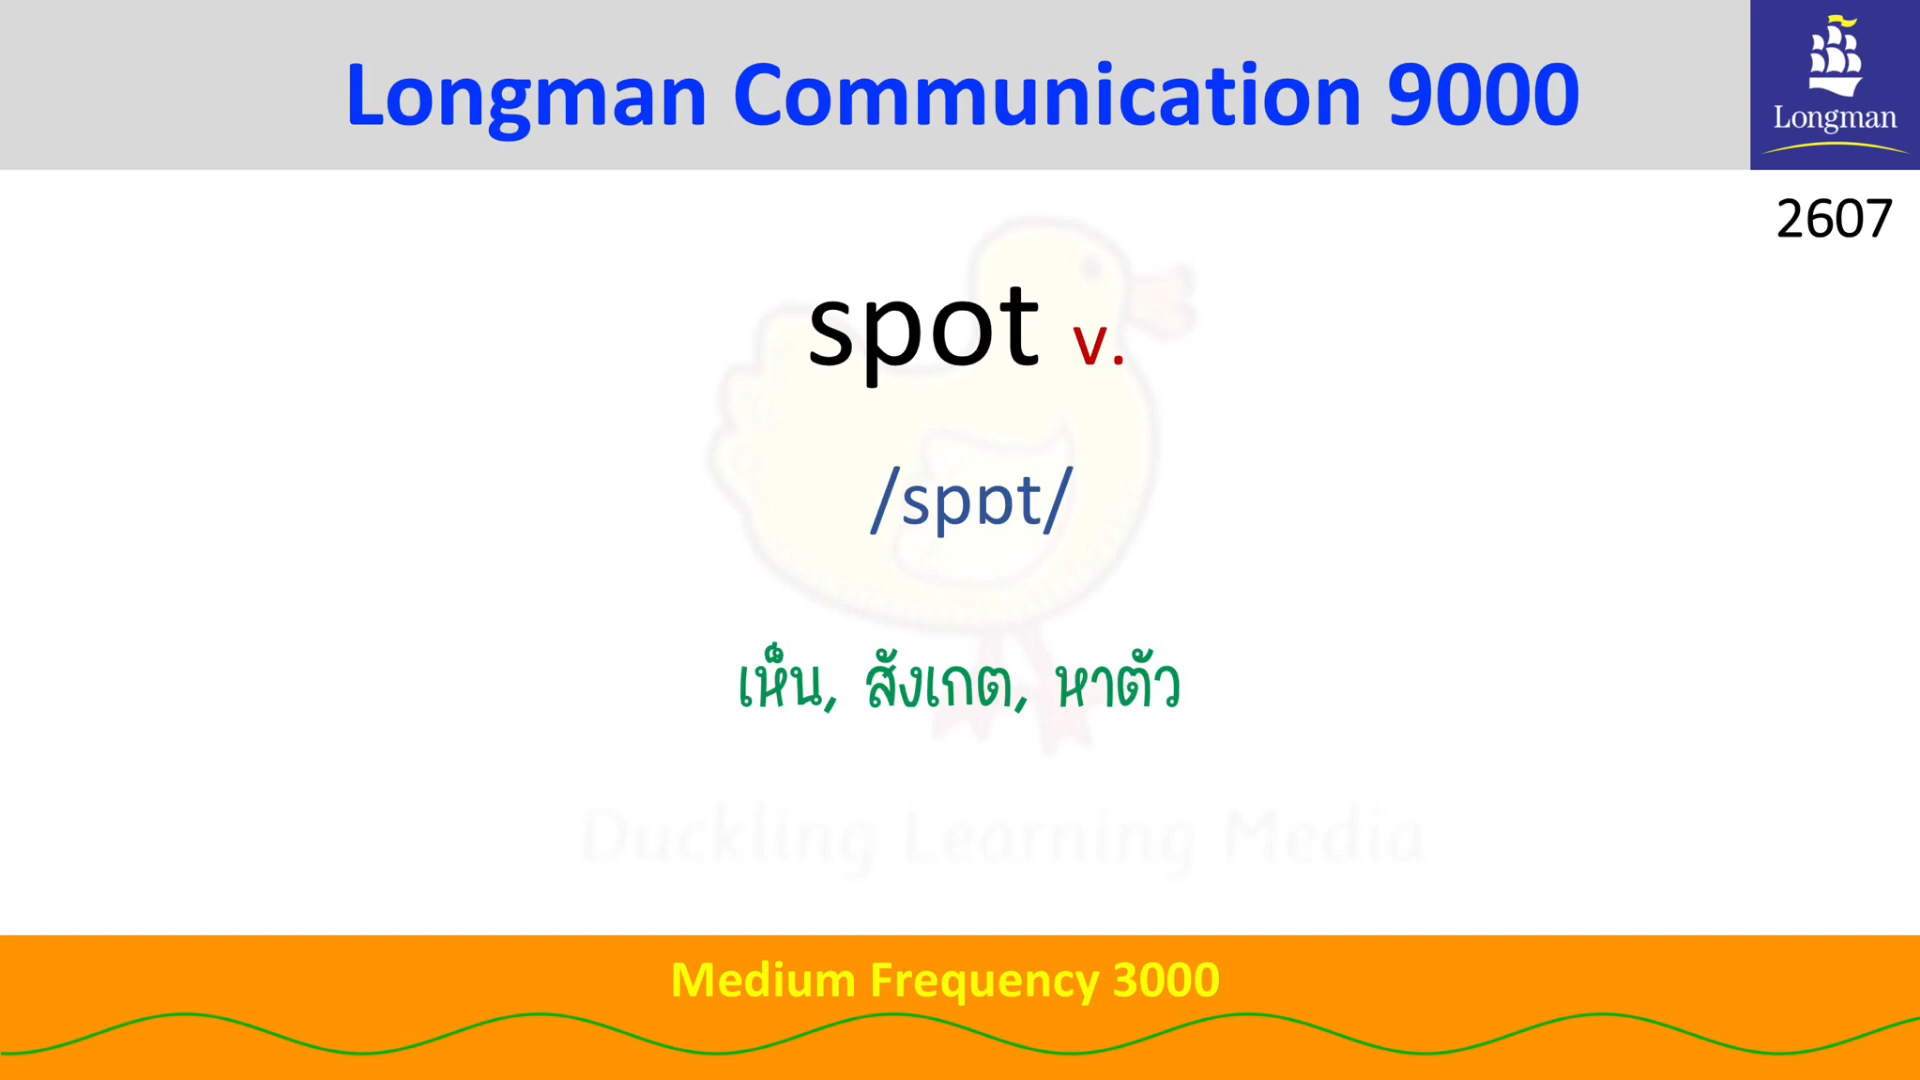 Longman Communication 9000
Longman
2607
spot v.
/spɒt/
เห็น, สังเกต, หาตัว
Duckling Learning Media
Medium Frequency 3000